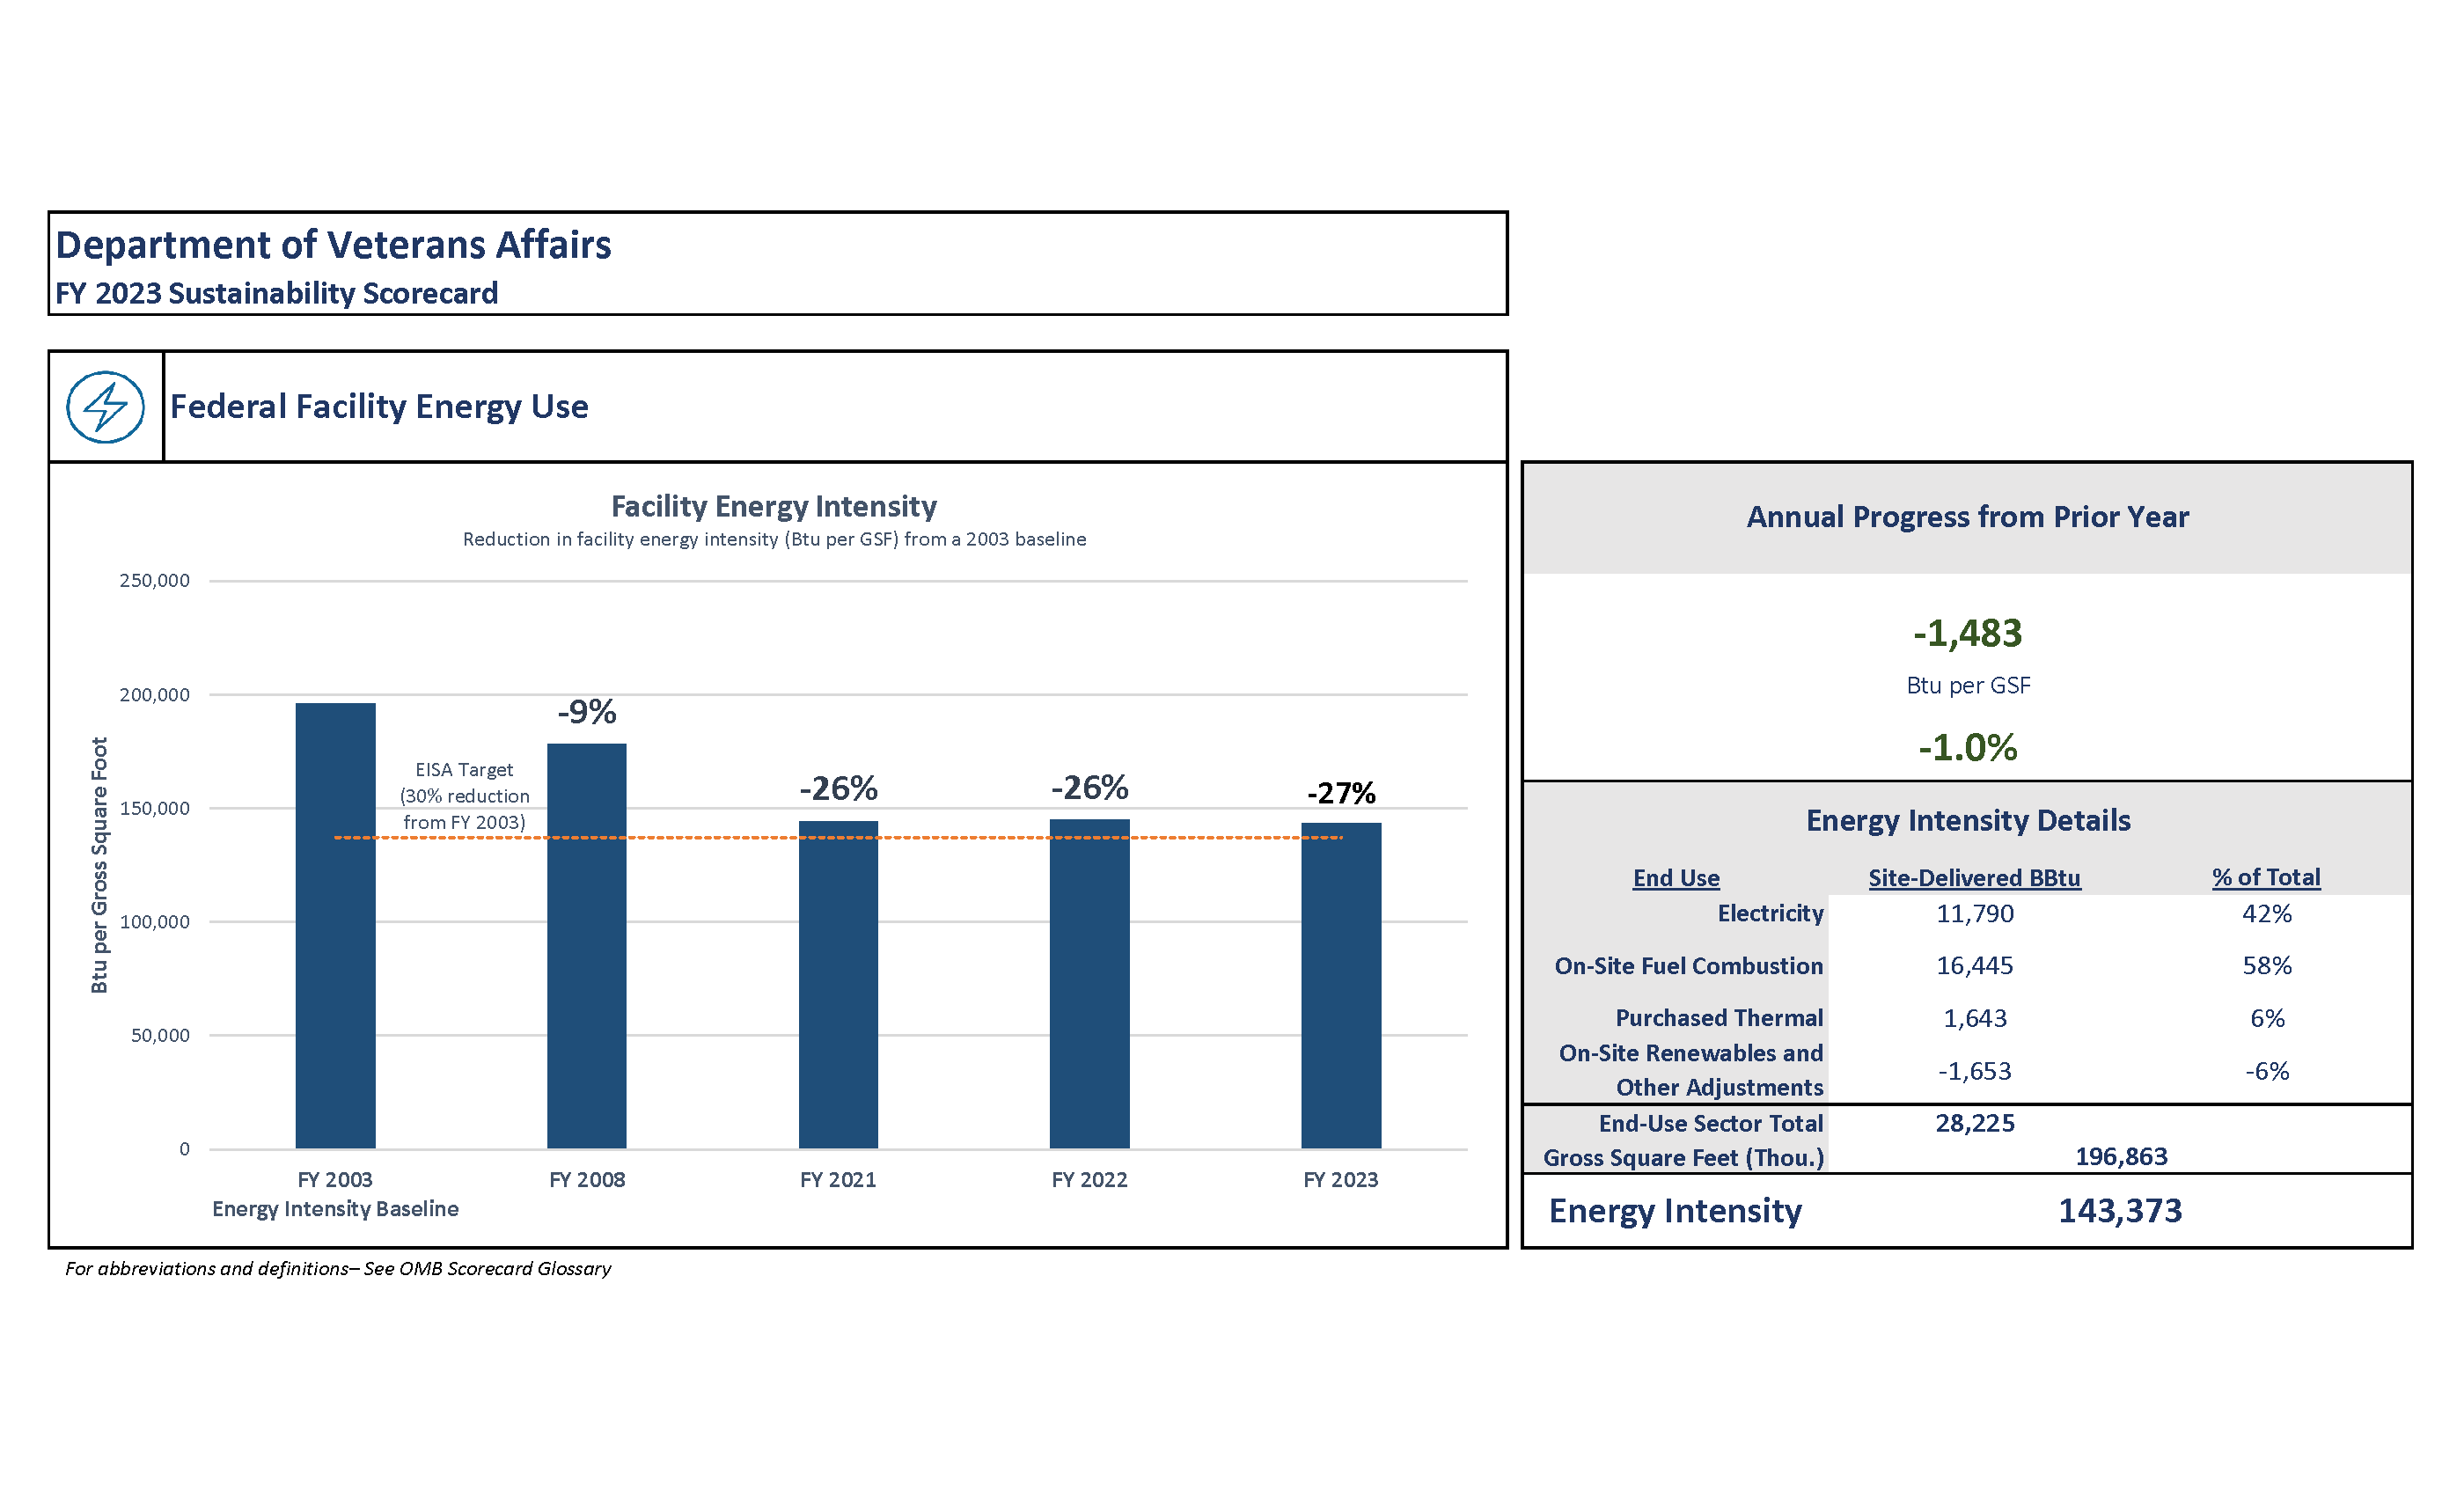 Department of Veterans Affairs
FY 2023 Sustainability Scorecard
Federal Facility Energy Use
Facility Energy Intensity
Reduction in facility energy intensity (Btu per GSF) from a 2003 baseline
250,000
200,000
150,000
100,000
50,000
0
Btu per Gross Square Foot
-9%
-26%
-26%
-27%
EISA Target
(30% reduction
from FY 2003)
FY 2003
FY 2008
FY 2021
FY 2022
FY 2023
Energy Intensity Baseline
For abbreviations and definitions– See OMB Scorecard Glossary
Annual Progress from Prior Year
-1,483
Btu per GSF
-1.0%
Energy Intensity Details
End Use Site-Delivered BBtu % of Total
Electricity 11,790 42%
On-Site Fuel Combustion 16,445 58%
Purchased Thermal 1,643 6%
On-Site Renewables and
Other Adjustments -1,653 -6%
End-Use Sector Total 28,225
Gross Square Feet (Thou.) 196,863
Energy Intensity 143,373